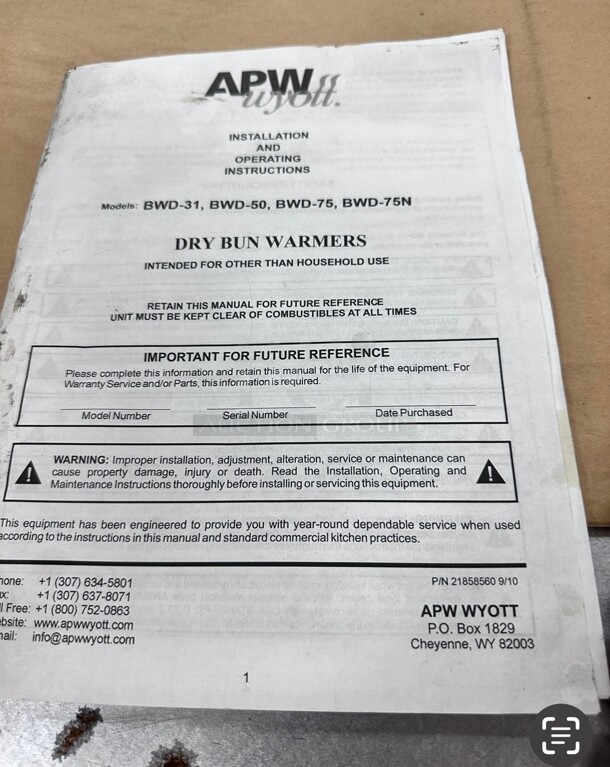 APW
wyott.
INSTALLATION
AND
OPERATING
INSTRUCTIONS
Models: BWD-31, BWD-50, BWD-75, BWD-75N
DRY BUN WARMERS
INTENDED FOR OTHER THAN HOUSEHOLD USE
RETAIN THIS MANUAL FOR FUTURE REFERENCE
UNIT MUST BE KEPT CLEAR OF COMBUSTIBLES AT ALL TIMES
IMPORTANT FOR FUTURE REFERENCE
Please complete this information and retain this manual for the life of the equipment. For
Warranty Service and/or Parts, this information is required.
Model Number Serial Number Date Purchased
AUCTION GROUP
WARNING: Improper installation, adjustment, alteration, service or maintenance can
cause property damage, injury or death. Read the Installation, Operating and
Maintenance Instructions thoroughly before installing or servicing this equipment.
This equipment has been engineered to provide you with year-round dependable service when used
according to the instructions in this manual and standard commercial kitchen practices.
hone: +1 (307) 634-5801
ax: +1 (307) 637-8071
ll Free: +1 (800) 752-0863
ebsite: www.apwwyott.com
mail: info@apwwyott.com
P/N 21858560 9/10
APW WYOTT
P.O. Box 1829
Cheyenne, WY 82003
1